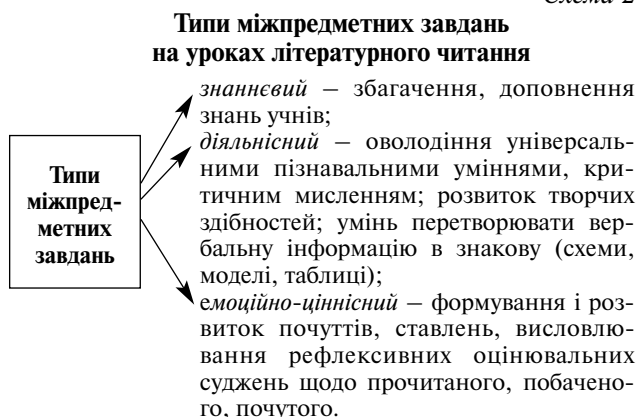 Схема 2
Типи міжпредметних завдань
на уроках літературного читання
Типи
міжпред-
метних
завдань
знаннєвий – збагачення, доповнення
знань учнів;
діяльнісний – оволодіння універсаль-
ними пізнавальними уміннями, кри-
тичним мисленням; розвиток творчих
здібностей; умінь перетворювати вер-
бальну інформацію в знакову (схеми,
моделі, таблиці);
емоційно-ціннісний – формування і роз-
виток почуттів, ставлень, висловлю-
вання рефлексивних оцінювальних
суджень щодо прочитаного, побачено-
го, почутого.